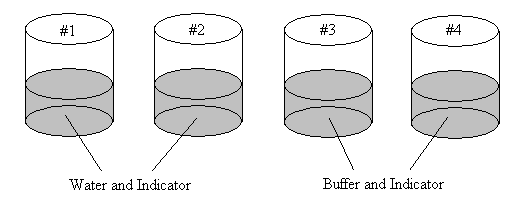 #1 #2 #3 #4
Water and Indicator Buffer and Indicator